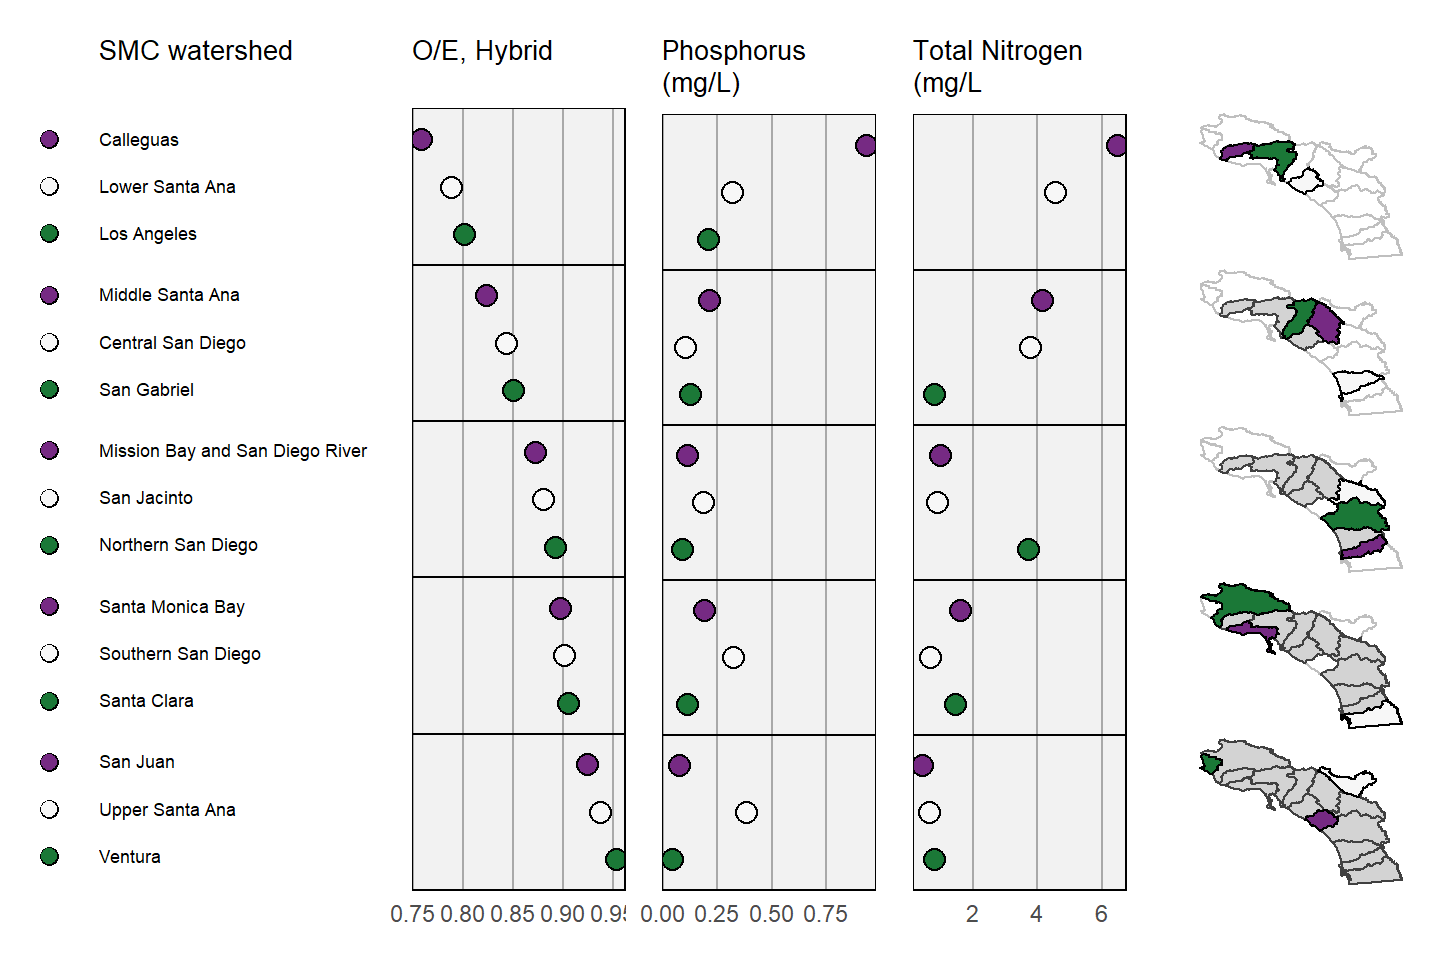 SMC watershed
O/E, Hybrid
Phosphorus
(mg/L)
Total Nitrogen
(mg/L
Calleguas
Lower Santa Ana
Los Angeles
Middle Santa Ana
Central San Diego
San Gabriel
Mission Bay and San Diego River
San Jacinto
Northern San Diego
Santa Monica Bay
Southern San Diego
Santa Clara
San Juan
Upper Santa Ana
Ventura
0.75 0.80 0.85 0.90 0.95
0.00 0.25 0.50 0.75
2 4 6